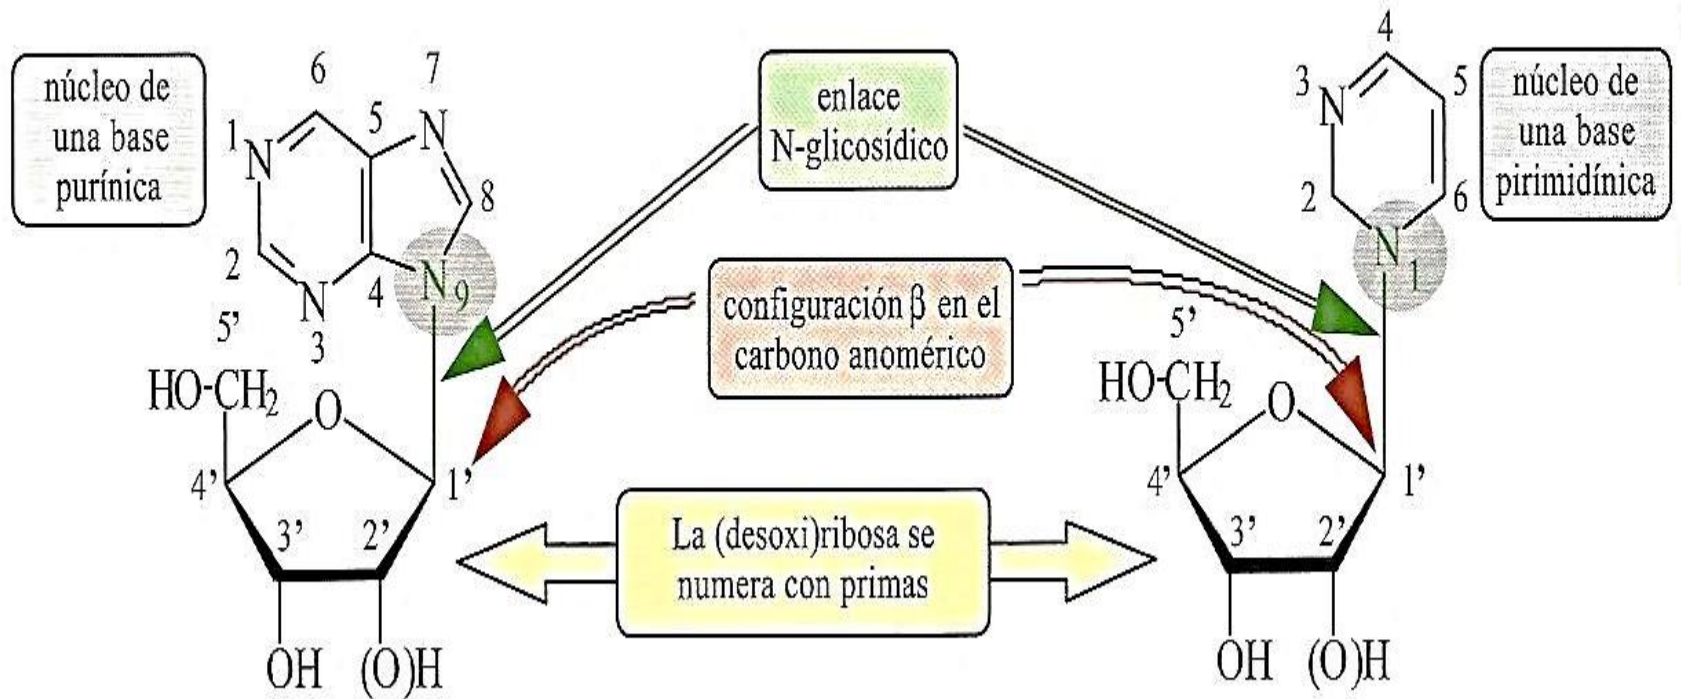 núcleo de
una base
purínica
1
N
6
5
7
N
8
2
N
3
4
N 9
5'
HO-CH2
O
4'
1'
3'
2'
OH
(O)H
enlace
N-glicosídico
configuración β en el
carbono anomérico
La (desoxi)ribosa se
numera con primas
4
3
N
5
2
6
N 1
núcleo de
una base
pirimidínica
5'
HO-CH2
O
4'
1'
3'
2'
OH
(O)H